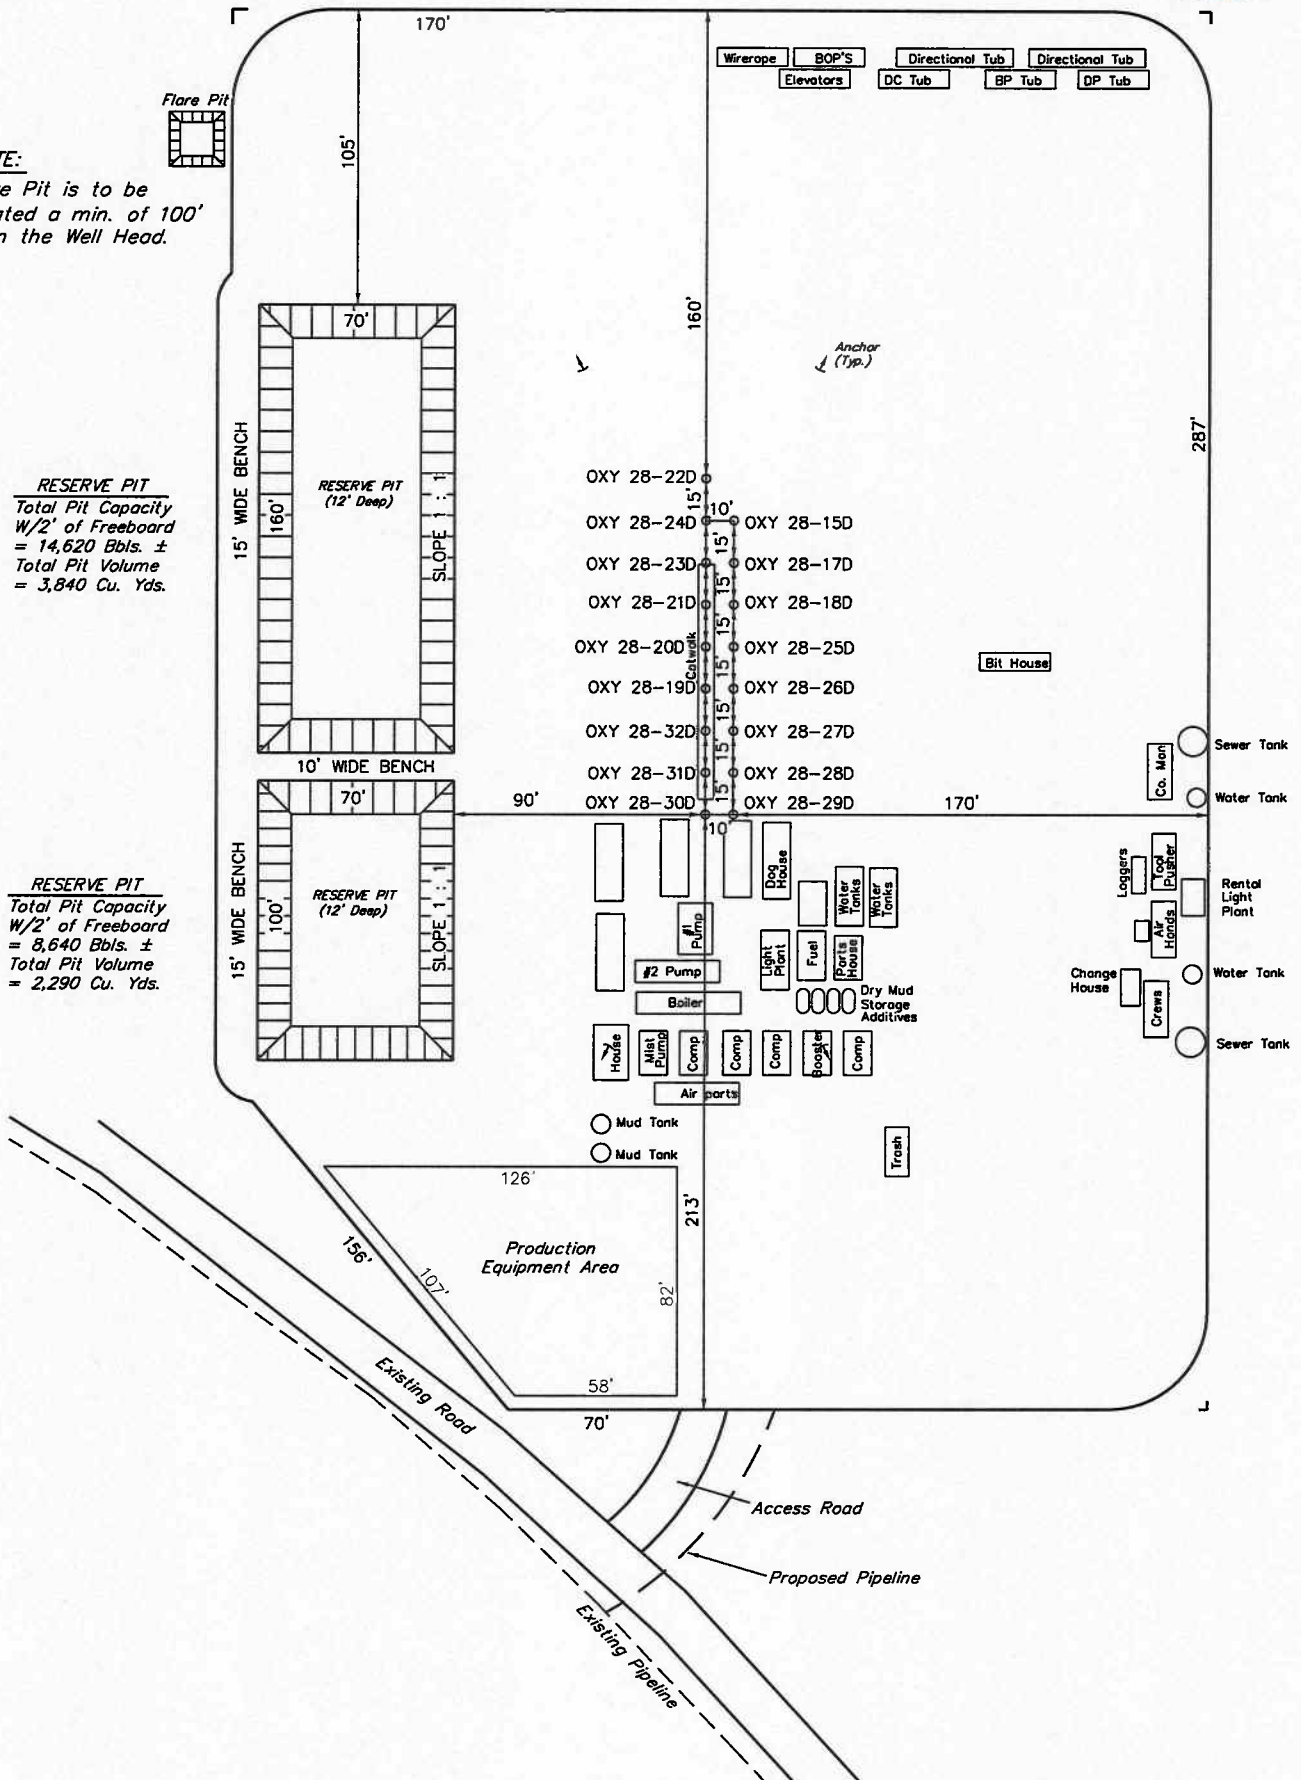 170'
Wirerope
BOP'S
Directional Tub
Directional Tub
Elevators
DC Tub
BP Tub
DP Tub
Flare Pit
105'
TE:
e Pit is to be
ated a min. of 100'
m the Well Head.
160'
Anchor
(Typ.)
287'
70'
15' WIDE BENCH
160'
RESERVE PIT
(12' Deep)
SLOPE 1 : 1
RESERVE PIT
Total Pit Capacity
W/2' of Freeboard
= 14,620 Bbls. ±
Total Pit Volume
= 3,840 Cu. Yds.
OXY 28-22D
15'
10'
OXY 28-24D
OXY 28-15D
15'
OXY 28-23D
OXY 28-17D
15'
OXY 28-21D
OXY 28-18D
15'
OXY 28-20D
OXY 28-25D
Catwalk
15'
OXY 28-19D
OXY 28-26D
15'
OXY 28-32D
OXY 28-27D
15'
OXY 28-31D
OXY 28-28D
15'
OXY 28-30D
OXY 28-29D
10'
Bit House
Co. Man
Sewer Tank
Water Tank
10' WIDE BENCH
90'
170'
70'
15' WIDE BENCH
100'
RESERVE PIT
(12' Deep)
SLOPE 1 : 1
RESERVE PIT
Total Pit Capacity
W/2' of Freeboard
= 8,640 Bbls. ±
Total Pit Volume
= 2,290 Cu. Yds.
Dog
House
Water
Tanks
Water
Tanks
Loggers
Tool
Pusher
Rental
Light
Plant
#1
Pump
Light
Plant
Fuel
Parts
House
Air
Hands
#2 Pump
Boiler
Dry Mud
Storage
Additives
Change
House
Crews
Water Tank
Sewer Tank
House
Mist
Pump
Comp
Comp
Comp
Booster
Comp
Air parts
Mud Tank
Mud Tank
Trash
126'
213'
Production
Equipment Area
156'
107'
82'
58'
70'
Existing Road
Access Road
Proposed Pipeline
Existing Pipeline